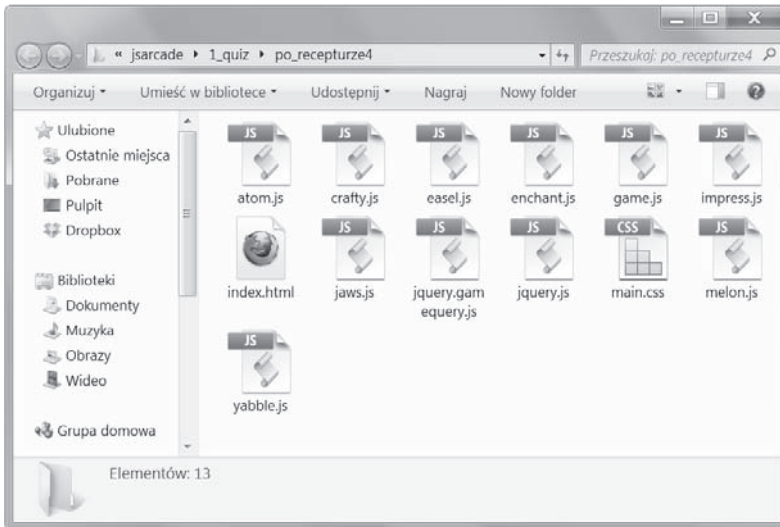 « jsarcade ▸ 1_quiz ▸ po_recepturze4
Przeszukaj: po_recepturze4
Organizuj Umieść w bibliotece Udostępnij Nagraj Nowy folder
Ulubione
Ostatnie miejsca
Pobrane
Pulpit
Dropbox
Biblioteki
Dokumenty
Muzyka
Obrazy
Wideo
Grupa domowa
JS JS JS JS JS JS
atom.js crafty.js easel.js enchant.js game.js impress.js
JS JS JS CSS JS
index.html jaws.js jquery.gam jquery.js main.css melon.js
equery.js
JS
yabble.js
Elementów: 13